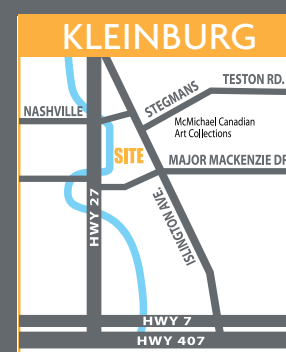 KLEINBURG
TESTON RD.
STEGMANS
NASHVILLE
McMichael Canadian
Art Collections
SITE
MAJOR MACKENZIE DR
HWY 27
ISLINGTON AVE.
HWY 7
HWY 407